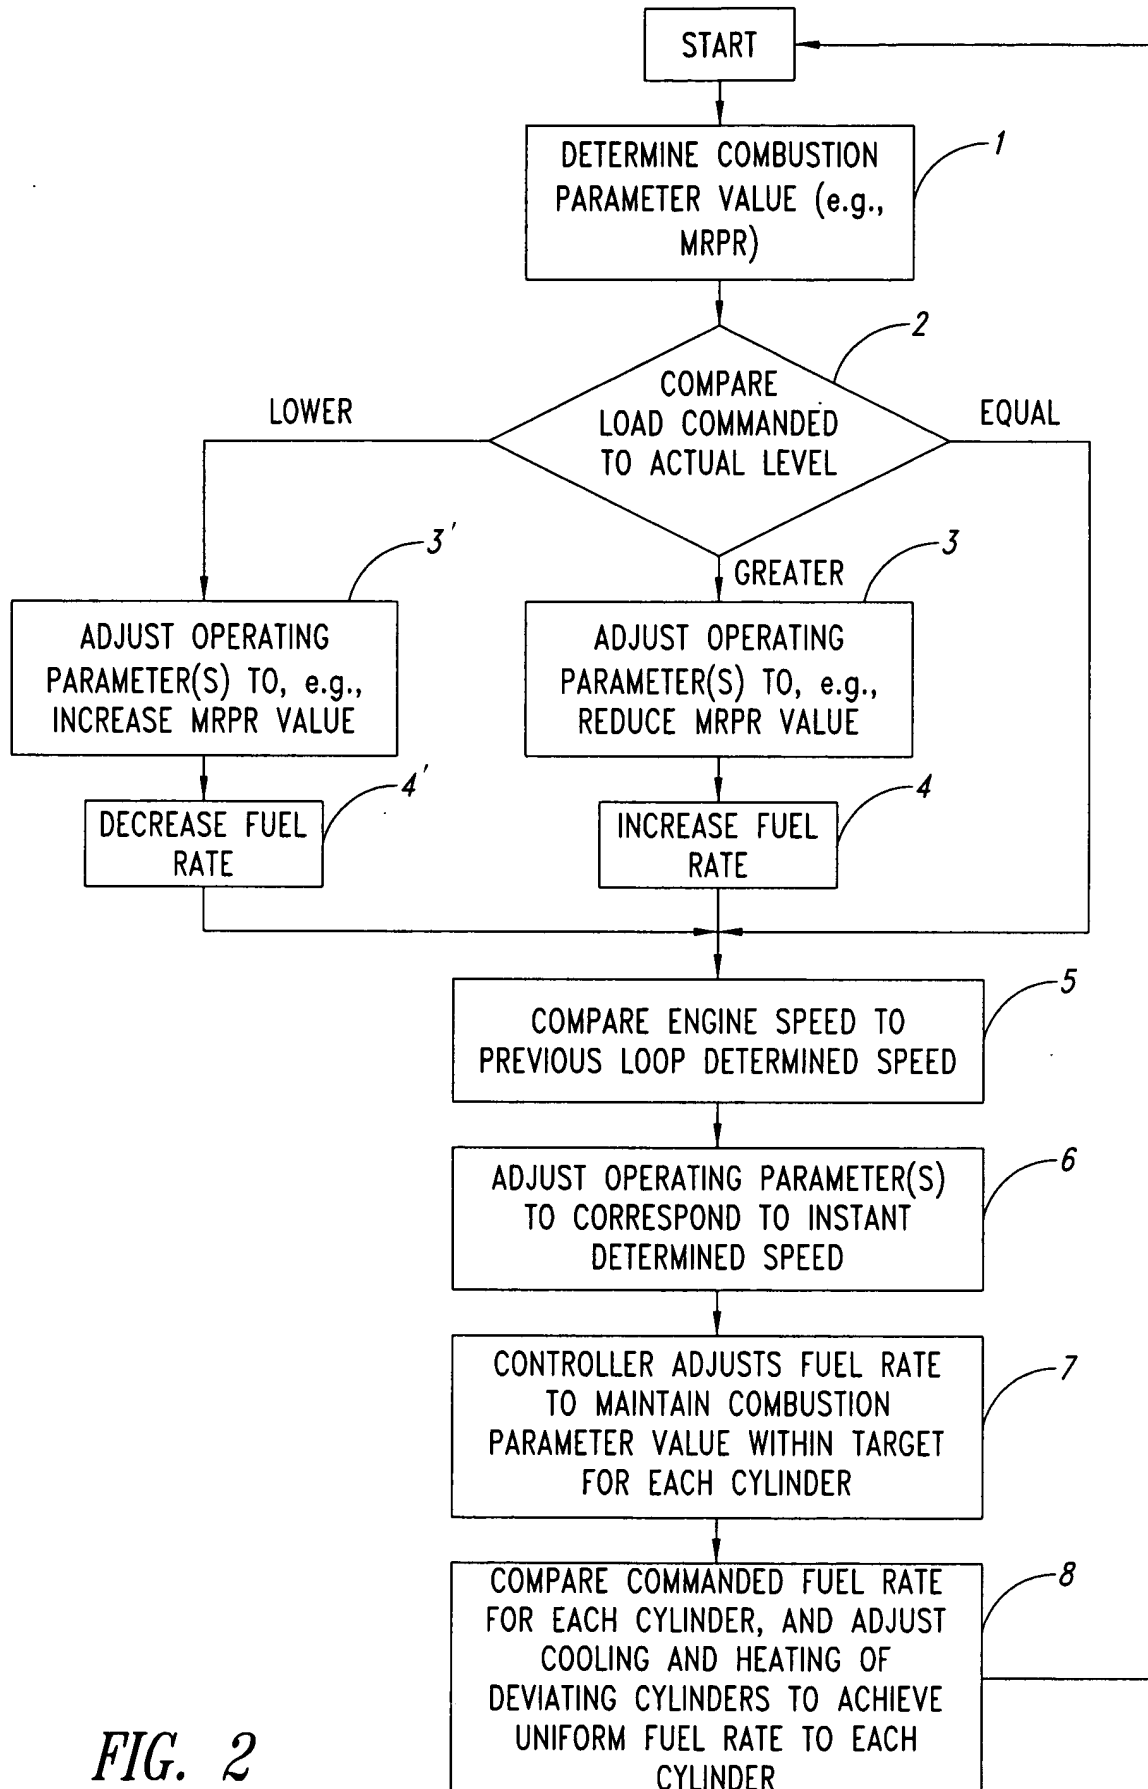 START
1
DETERMINE COMBUSTION
PARAMETER VALUE (e.g.,
MRPR)
2
COMPARE
LOAD COMMANDED
TO ACTUAL LEVEL
LOWER
EQUAL
GREATER
3'
ADJUST OPERATING
PARAMETER(S) TO, e.g.,
INCREASE MRPR VALUE
3
ADJUST OPERATING
PARAMETER(S) TO, e.g.,
REDUCE MRPR VALUE
4'
DECREASE FUEL
RATE
4
INCREASE FUEL
RATE
5
COMPARE ENGINE SPEED TO
PREVIOUS LOOP DETERMINED SPEED
6
ADJUST OPERATING PARAMETER(S)
TO CORRESPOND TO INSTANT
DETERMINED SPEED
7
CONTROLLER ADJUSTS FUEL RATE
TO MAINTAIN COMBUSTION
PARAMETER VALUE WITHIN TARGET
FOR EACH CYLINDER
8
COMPARE COMMANDED FUEL RATE
FOR EACH CYLINDER, AND ADJUST
COOLING AND HEATING OF
DEVIATING CYLINDERS TO ACHIEVE
UNIFORM FUEL RATE TO EACH
CYLINDER
FIG. 2